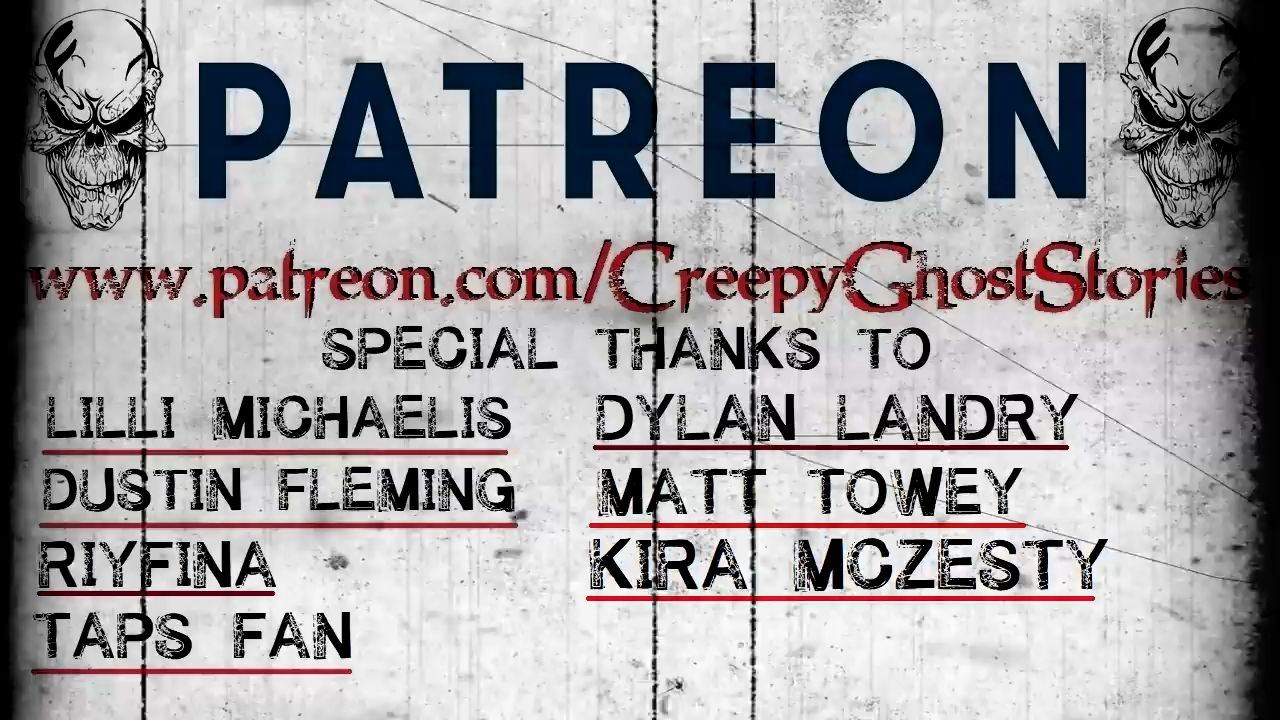 PATREON
www.patreon.com/CreepyGhostStories
SPECIAL THANKS TO
LILLI MICHAELIS
DUSTIN FLEMING
RIYFINA
TAPS FAN
DYLAN LANDRY
MATT TOWEY
KIRA MCZESTY